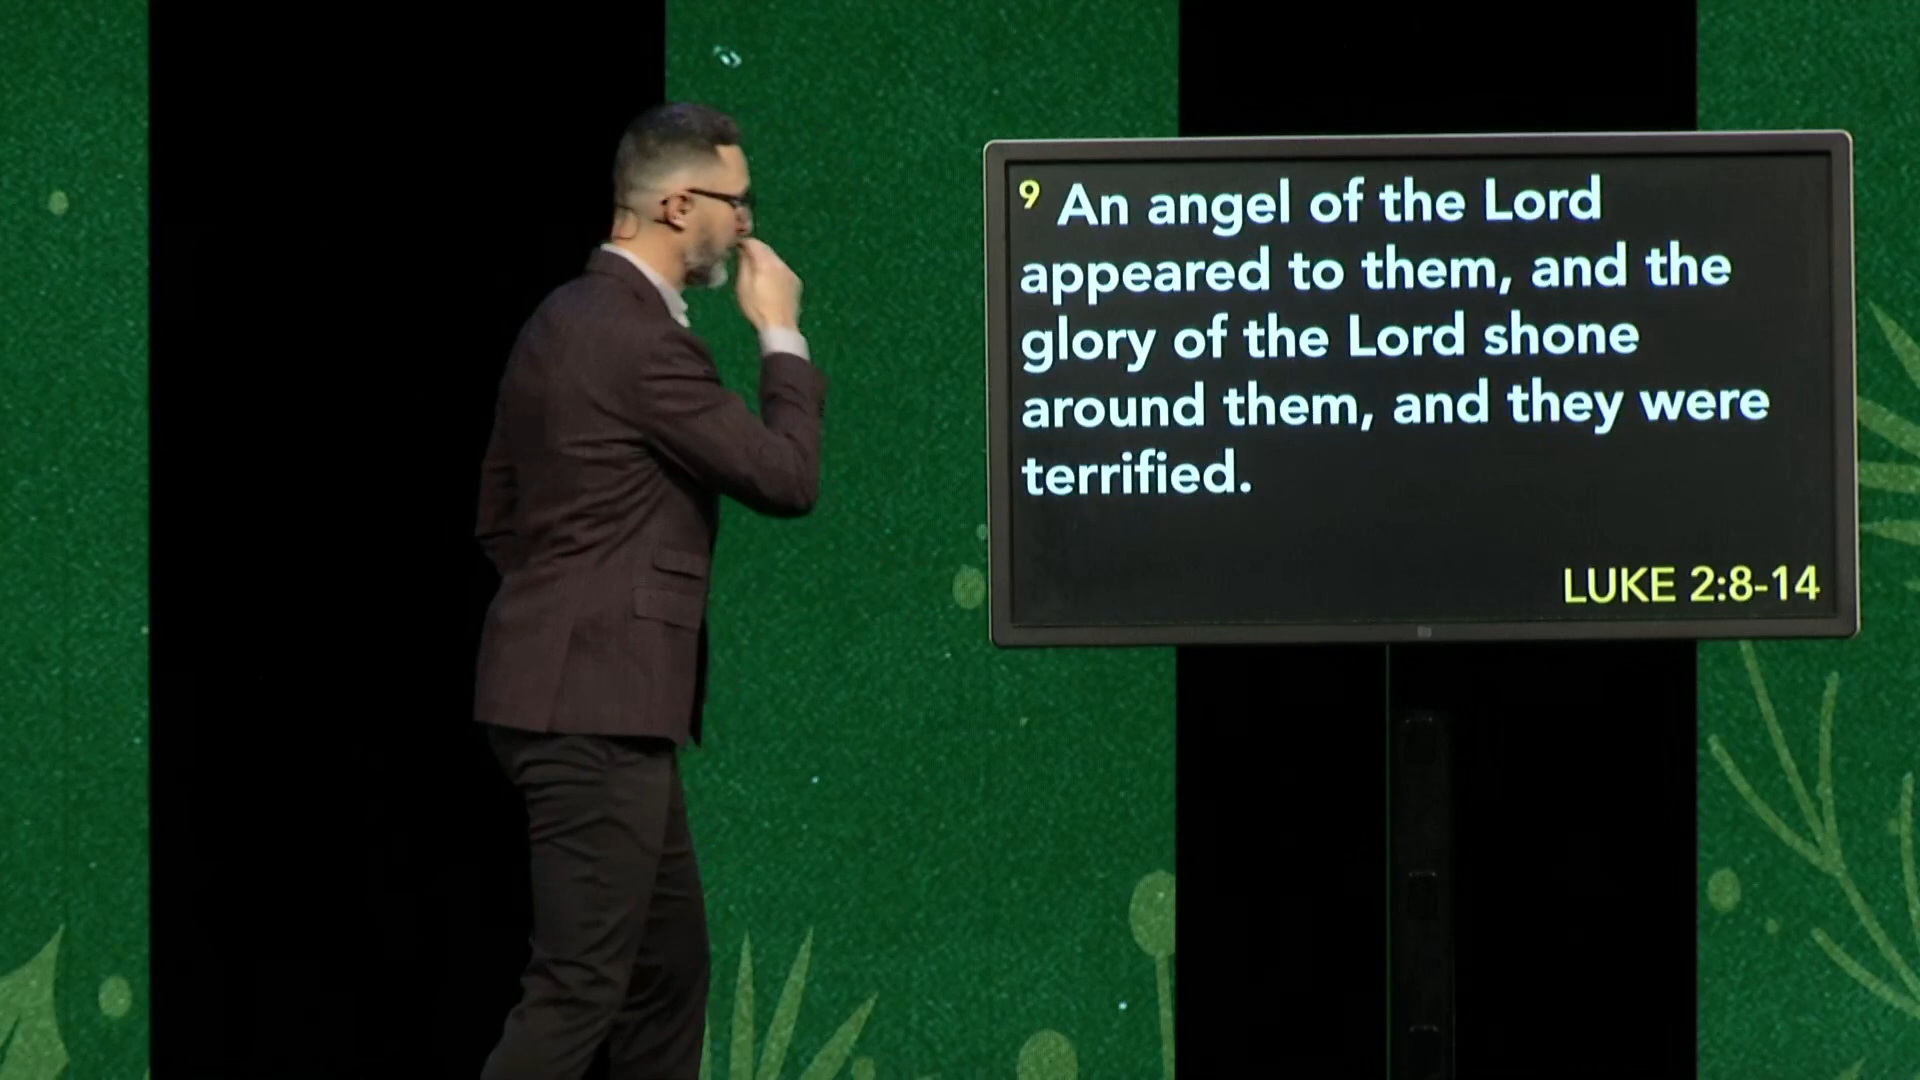 9 An angel of the Lord
appeared to them, and the
glory of the Lord shone
around them, and they were
terrified.
LUKE 2:8-14